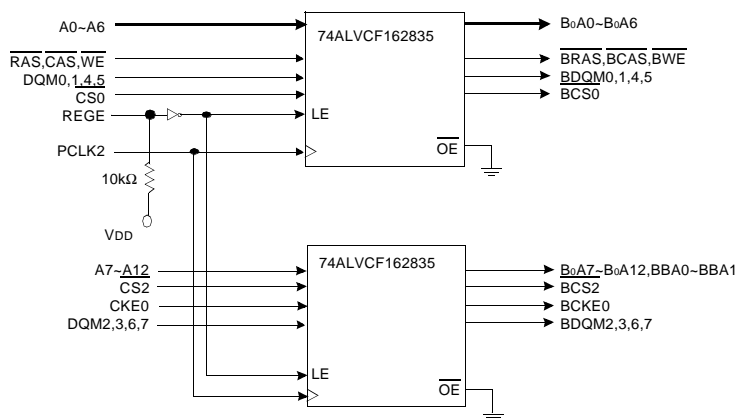 A0~A6
74ALVCF162835
B0A0~B0A6
RAS,CAS,WE
BRAS,BCAS,BWE
DQM0,1,4,5
BDQM0,1,4,5
CS0
BCS0
REGE
LE
PCLK2
OE
10kΩ
VDD
74ALVCF162835
A7~A12
B0A7~B0A12,BBA0~BBA1
CS2
BCS2
CKE0
BCKE0
DQM2,3,6,7
BDQM2,3,6,7
LE
OE